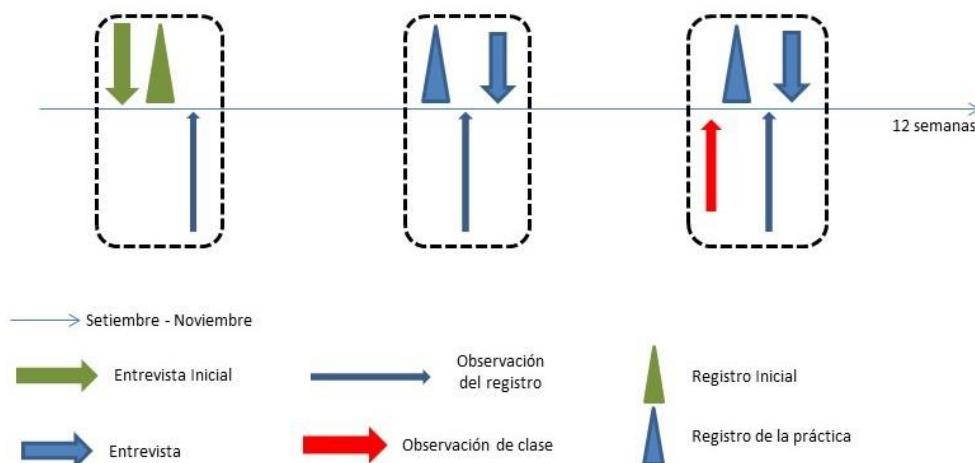 12 semanas
Setiembre - Noviembre
Entrevista Inicial
Observación
del registro
Registro Inicial
Entrevista
Observación de clase
Registro de la práctica